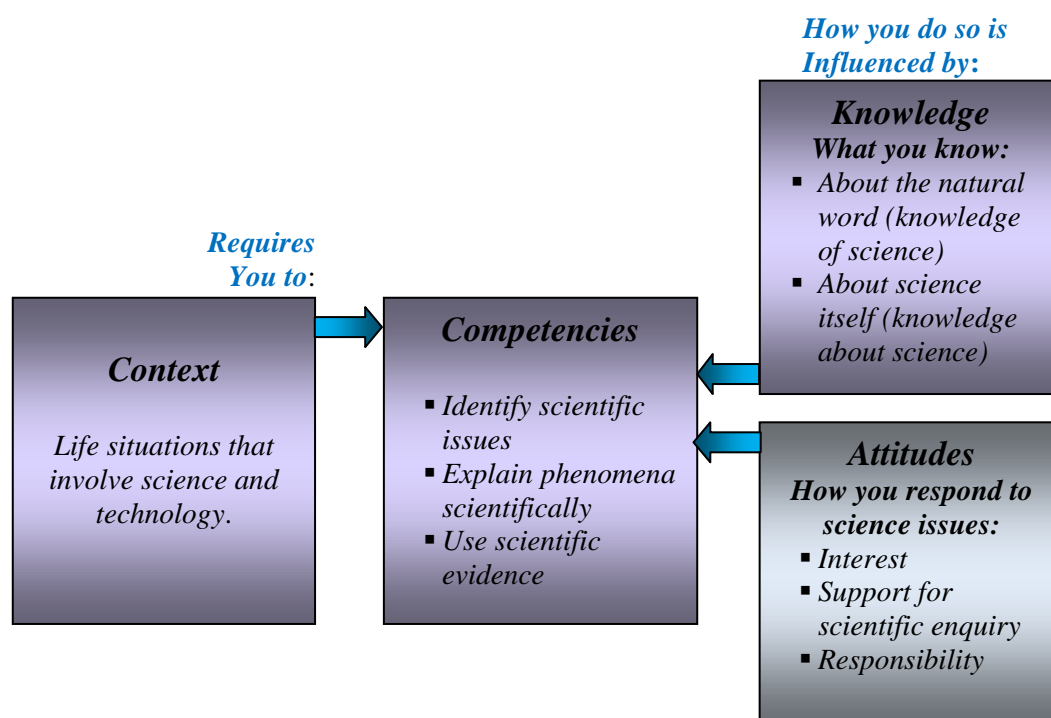 Requires
You to:
Context
Life situations that
involve science and
technology.
Competencies
▪ Identify scientific
issues
▪ Explain phenomena
scientifically
▪ Use scientific
evidence
How you do so is
Influenced by:
Knowledge
What you know:
▪ About the natural
word (knowledge
of science)
▪ About science
itself (knowledge
about science)
Attitudes
How you respond to
science issues:
▪ Interest
▪ Support for
scientific enquiry
▪ Responsibility